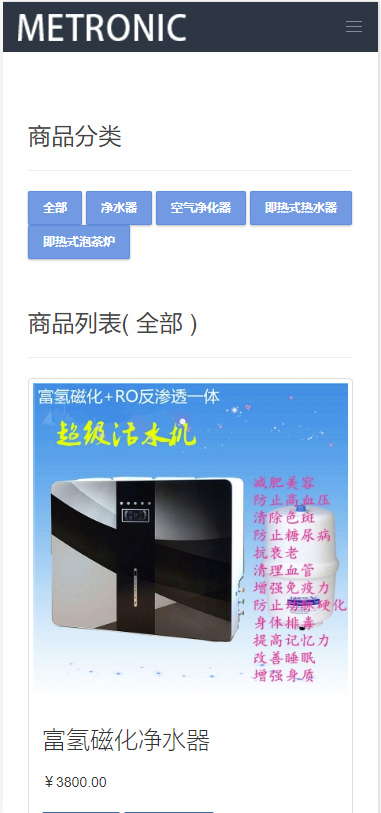 METRONIC
商品分类
全部
净水器
空气净化器
即热式热水器
即热式泡茶炉
商品列表( 全部 )
富氢磁化+RO反渗透一体
超级活水机
减肥美容
防止高血压
清除色斑
防止糖尿病
抗衰老
清理血管
增强免疫力
防止动脉硬化
身体排毒
提高记忆力
改善睡眠
增强身质
富氢磁化净水器
￥3800.00